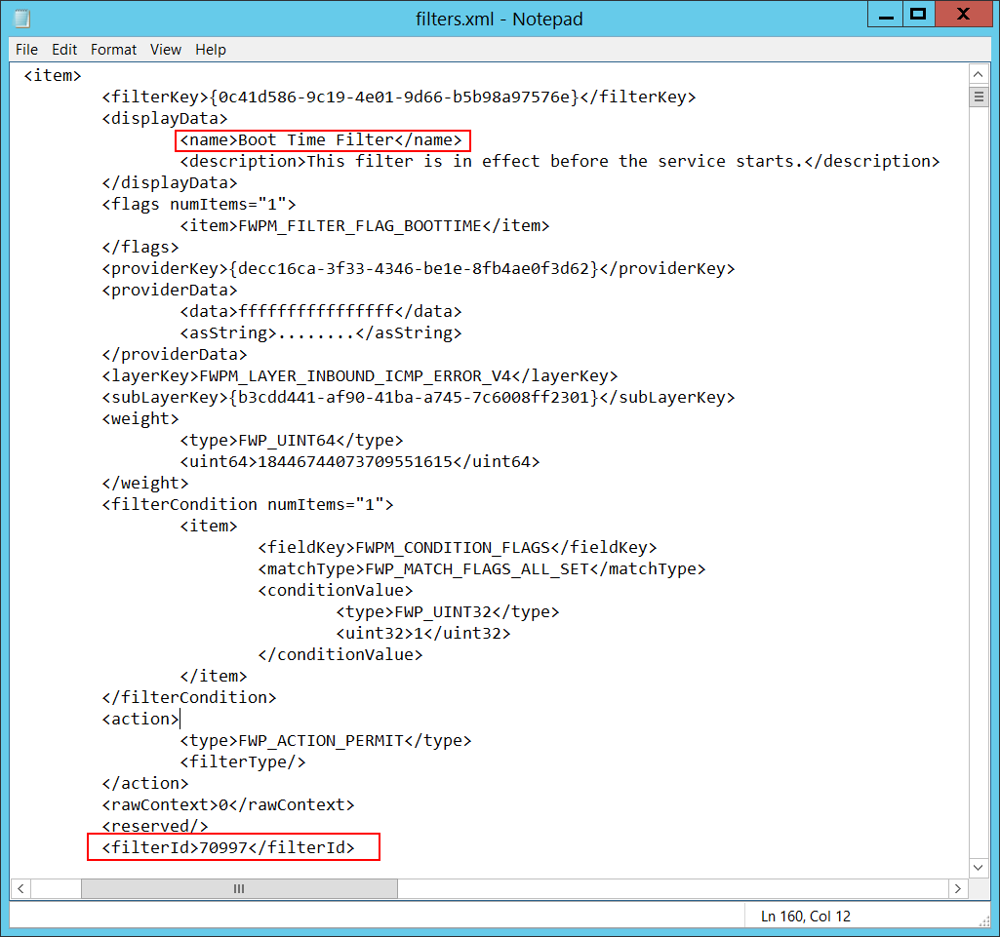 filters.xml - Notepad
File Edit Format View Help
<item>
<filterKey>{0c41d586-9c19-4e01-9d66-b5b98a97576e}</filterKey>
<displayData>
<name>Boot Time Filter</name>
<description>This filter is in effect before the service starts.</description>
</displayData>
<flags numItems="1">
<item>FWPM_FILTER_FLAG_BOOTTIME</item>
</flags>
<providerKey>{decc16ca-3f33-4346-be1e-8fb4ae0f3d62}</providerKey>
<providerData>
<data>ffffffffffffffff</data>
<asString>........</asString>
</providerData>
<layerKey>FWPM_LAYER_INBOUND_ICMP_ERROR_V4</layerKey>
<subLayerKey>{b3cdd441-af90-41ba-a745-7c6008ff2301}</subLayerKey>
<weight>
<type>FWP_UINT64</type>
<uint64>18446744073709551615</uint64>
</weight>
<filterCondition numItems="1">
<item>
<fieldKey>FWPM_CONDITION_FLAGS</fieldKey>
<matchType>FWP_MATCH_FLAGS_ALL_SET</matchType>
<conditionValue>
<type>FWP_UINT32</type>
<uint32>1</uint32>
</conditionValue>
</item>
</filterCondition>
<action>
<type>FWP_ACTION_PERMIT</type>
<filterType/>
</action>
<rawContext>0</rawContext>
<reserved/>
<filterId>70997</filterId>
Ln 160, Col 12